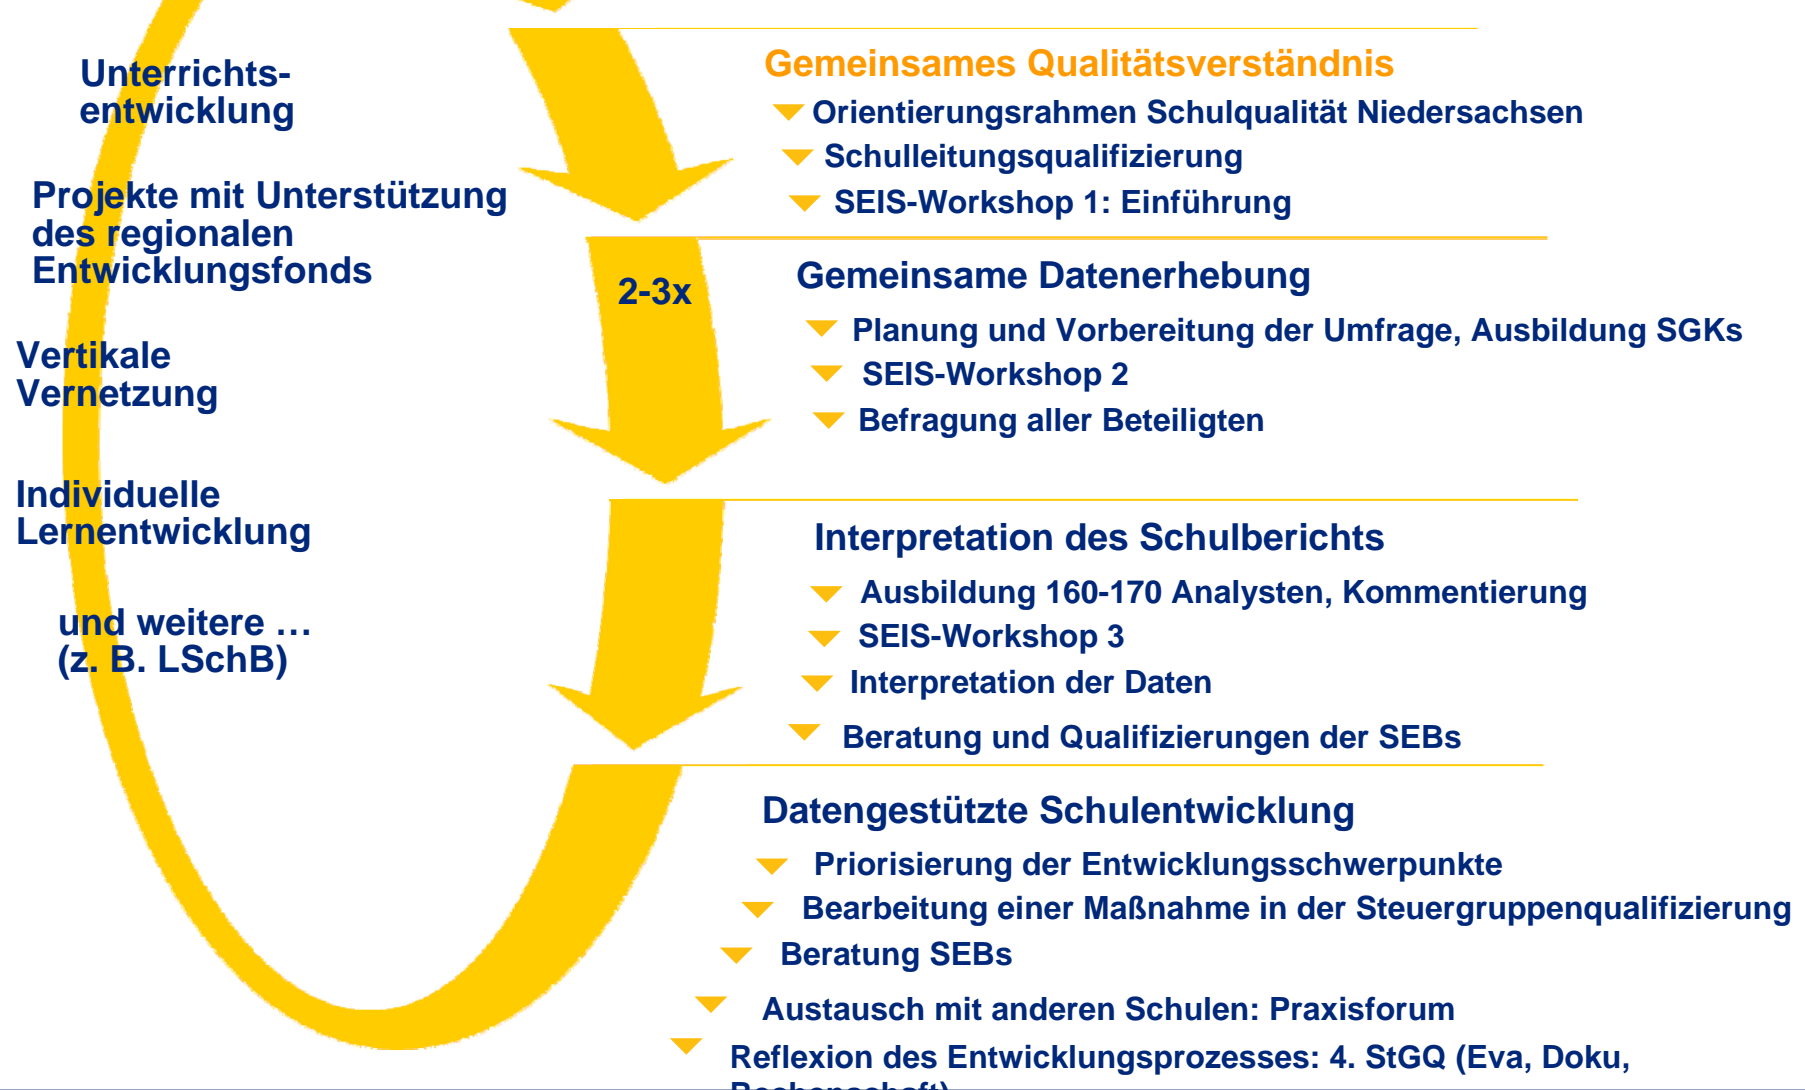 Unterrichts-
entwicklung
Projekte mit Unterstützung
des regionalen
Entwicklungsfonds
Vertikale
Vernetzung
Individuelle
Lernentwicklung
und weitere …
(z. B. LSchB)
2-3x
Gemeinsames Qualitätsverständnis
Orientierungsrahmen Schulqualität Niedersachsen
Schulleitungsqualifizierung
SEIS-Workshop 1: Einführung
Gemeinsame Datenerhebung
Planung und Vorbereitung der Umfrage, Ausbildung SGKs
SEIS-Workshop 2
Befragung aller Beteiligten
Interpretation des Schulberichts
Ausbildung 160-170 Analysten, Kommentierung
SEIS-Workshop 3
Interpretation der Daten
Beratung und Qualifizierungen der SEBs
Datengestützte Schulentwicklung
Priorisierung der Entwicklungsschwerpunkte
Bearbeitung einer Maßnahme in der Steuergruppenqualifizierung
Beratung SEBs
Austausch mit anderen Schulen: Praxisforum
Reflexion des Entwicklungsprozesses: 4. StGQ (Eva, Doku,